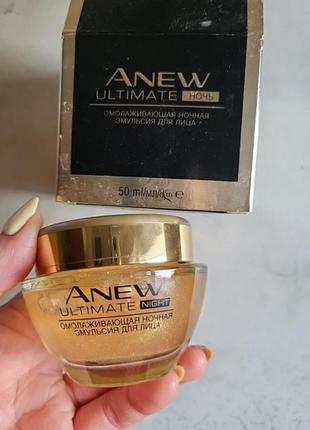 ANEW
ULTIMATE НОЧЬ
ОМОЛАЖИВАЮЩАЯ НОЧНАЯ
ЭМУЛЬСИЯ ДЛЯ ЛИЦА
50 ml/мл/ e
ANEW
ULTIMATE NIGHT
ОМОЛАЖИВАЮЩАЯ НОЧНАЯ
ЭМУЛЬСИЯ ДЛЯ ЛИЦА